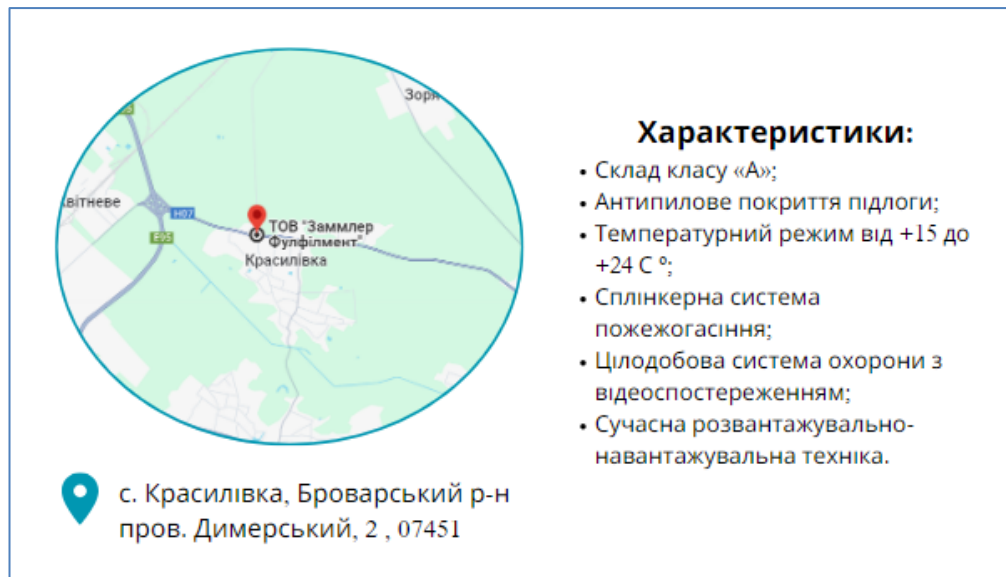 Зоря
квітневе
H07
E95
ТОВ "Заммлер
Фулфілмент"
Красилівка
с. Красилівка, Броварський р-н
пров. Димерський, 2 , 07451
Характеристики:
• Склад класу «А»;
• Антипилове покриття підлоги;
• Температурний режим від +15 до
+24 С º;
• Сплінкерна система
пожежогасіння;
• Цілодобова система охорони з
відеоспостереженням;
• Сучасна розвантажувально-
навантажувальна техніка.